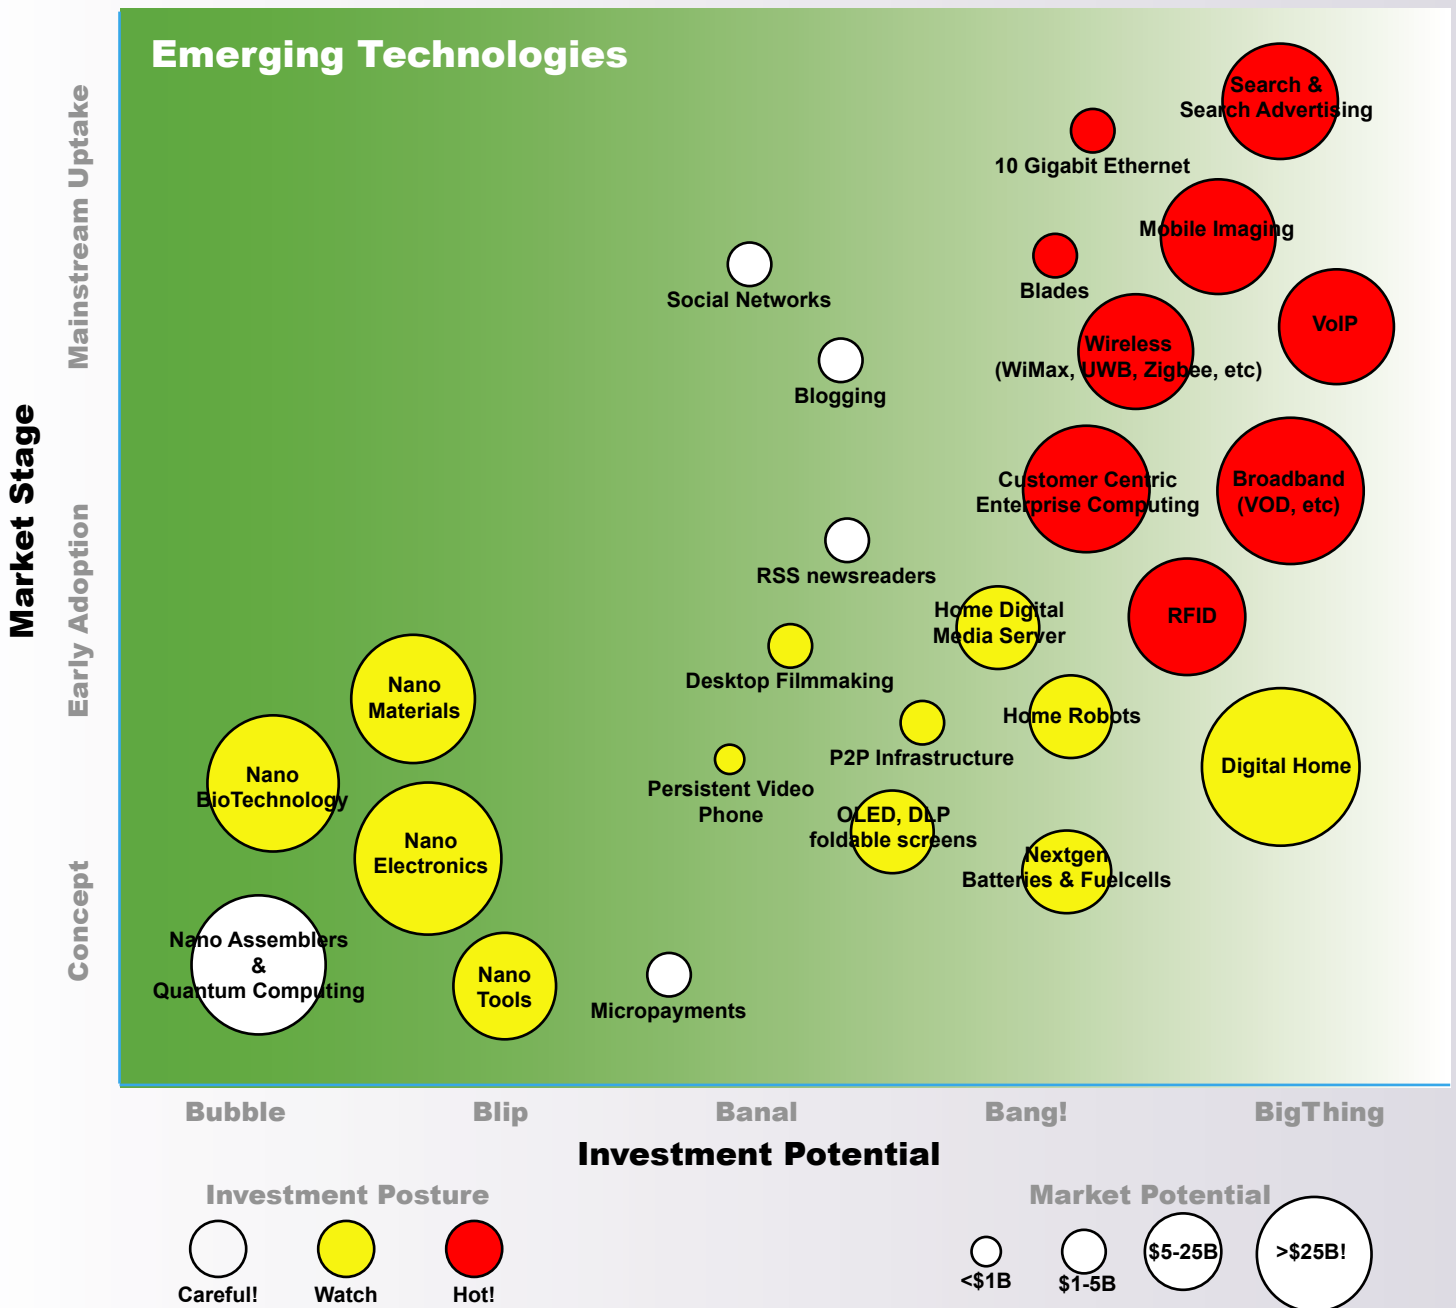 Emerging Technologies
Search &
Search Advertising
10 Gigabit Ethernet
Mobile Imaging
Social Networks
Blades
VoIP
Wireless
(WiMax, UWB, Zigbee, etc)
Blogging
Customer Centric
Enterprise Computing
Broadband
(VOD, etc)
RSS newsreaders
Home Digital
Media Server
RFID
Desktop Filmmaking
Nano
Materials
Home Robots
P2P Infrastructure
Digital Home
Nano
BioTechnology
Persistent Video
Phone
OLED, DLP
foldable screens
Nano
Electronics
Nextgen
Batteries & Fuelcells
Nano Assemblers
&
Quantum Computing
Nano
Tools
Micropayments
Market Stage
Mainstream Uptake
Early Adoption
Concept
Bubble
Blip
Banal
Bang!
BigThing
Investment Potential
Investment Posture
Careful!
Watch
Hot!
Market Potential
<$1B
$1-5B
$5-25B
>$25B!